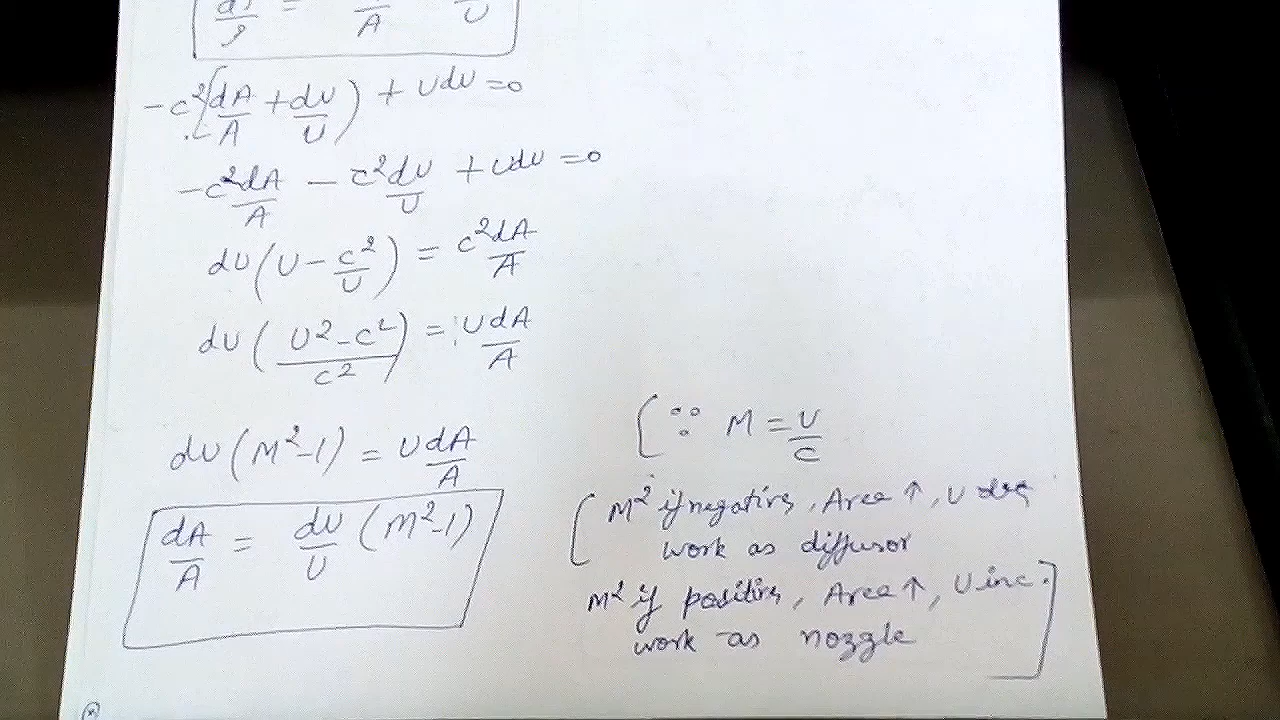 ρ = A U
-c²[dA/A + dU/U) + UdU = 0
-c²dA/A - c²dU/U + UdU = 0
dU(U - c²/U) = c²dA/A
dU(U² - c²/c²) = UdA/A
[∵ M = U/c
dU(M²-1) = UdA/A
[M² if negative, Area ↑, U dec
work as diffusor
dA/A = dU/U (M²-1)
M² if positive, Area ↑, U inc.
work as nozzle]